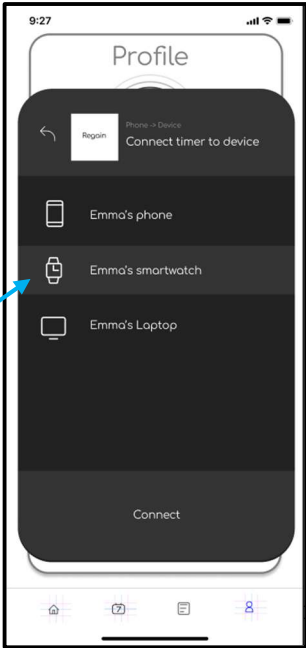 9:27
Profile
Regain
Phone -> Device
Connect timer to device
Emma's phone
Emma's smartwatch
Emma's Laptop
Connect
7